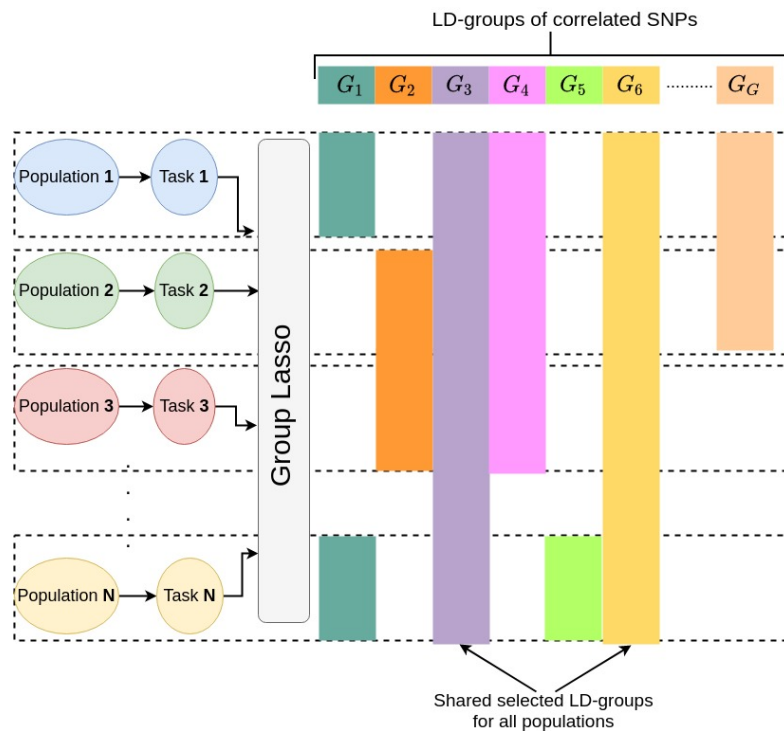 LD-groups of correlated SNPs
G₁ G₂ G₃ G₄ G₅ G₆ ......... G_G
Population 1 Task 1
Population 2 Task 2
Population 3 Task 3
Population N Task N
Group Lasso
Shared selected LD-groups
for all populations